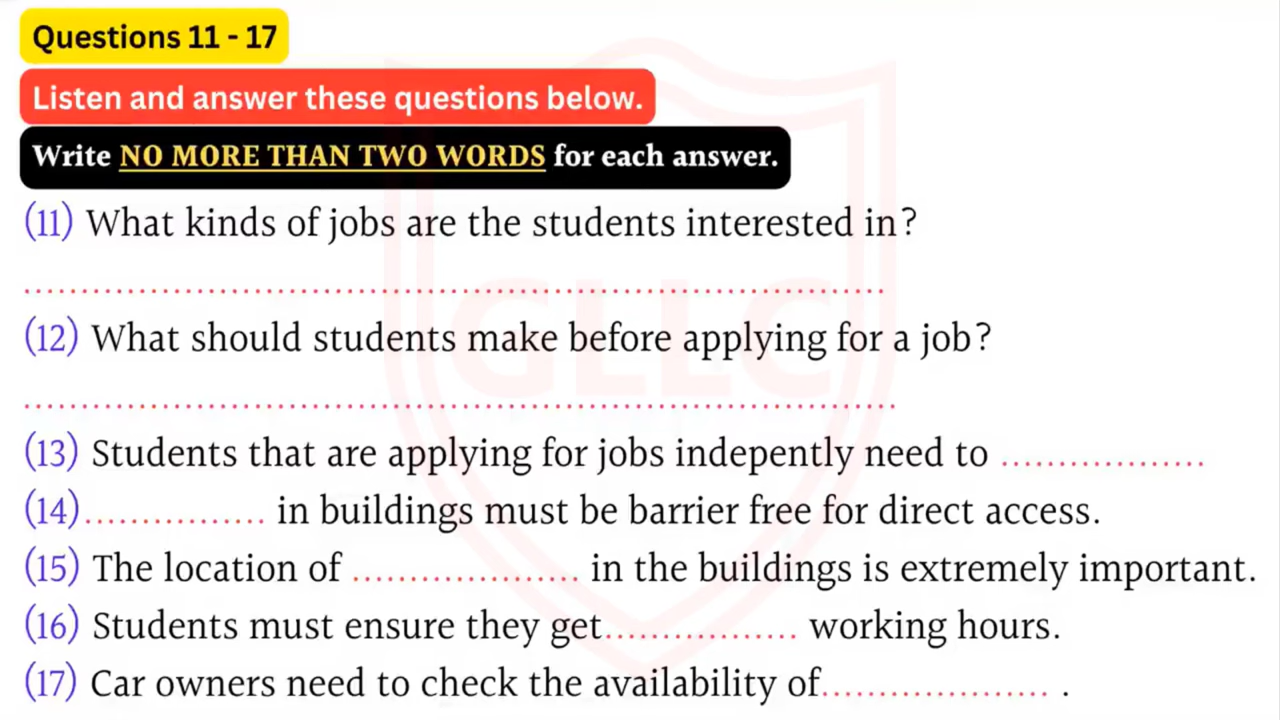 Questions 11 - 17
Listen and answer these questions below.
Write NO MORE THAN TWO WORDS for each answer.
(11) What kinds of jobs are the students interested in?
......................................................................
(12) What should students make before applying for a job?
......................................................................
(13) Students that are applying for jobs indepently need to ..................
(14)................ in buildings must be barrier free for direct access.
(15) The location of .................... in the buildings is extremely important.
(16) Students must ensure they get................. working hours.
(17) Car owners need to check the availability of.................... .
GLLC